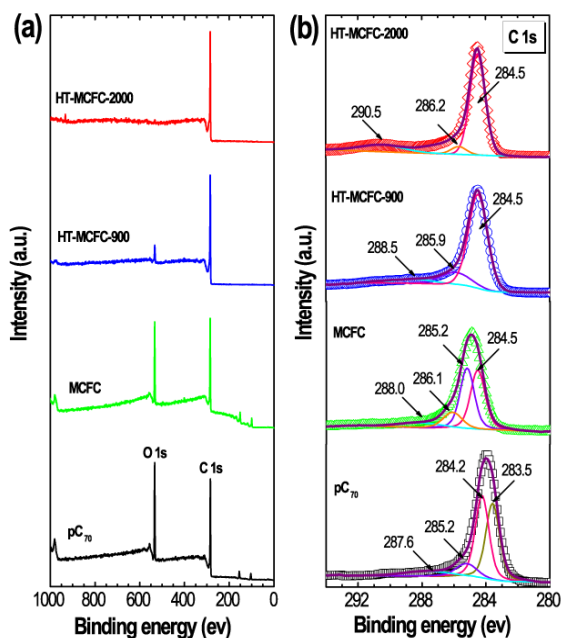 (a)
HT-MCFC-2000
HT-MCFC-900
MCFC
O 1s
C 1s
pC70
Intensity (a.u.)
1000 800 600 400 200 0
Binding energy (ev)
(b)
HT-MCFC-2000
C 1s
290.5
286.2
284.5
HT-MCFC-900
288.5
285.9
284.5
MCFC
285.2
284.5
288.0
286.1
pC70
284.2
283.5
287.6
285.2
Intensity (a.u.)
292 288 284 280
Binding energy (ev)